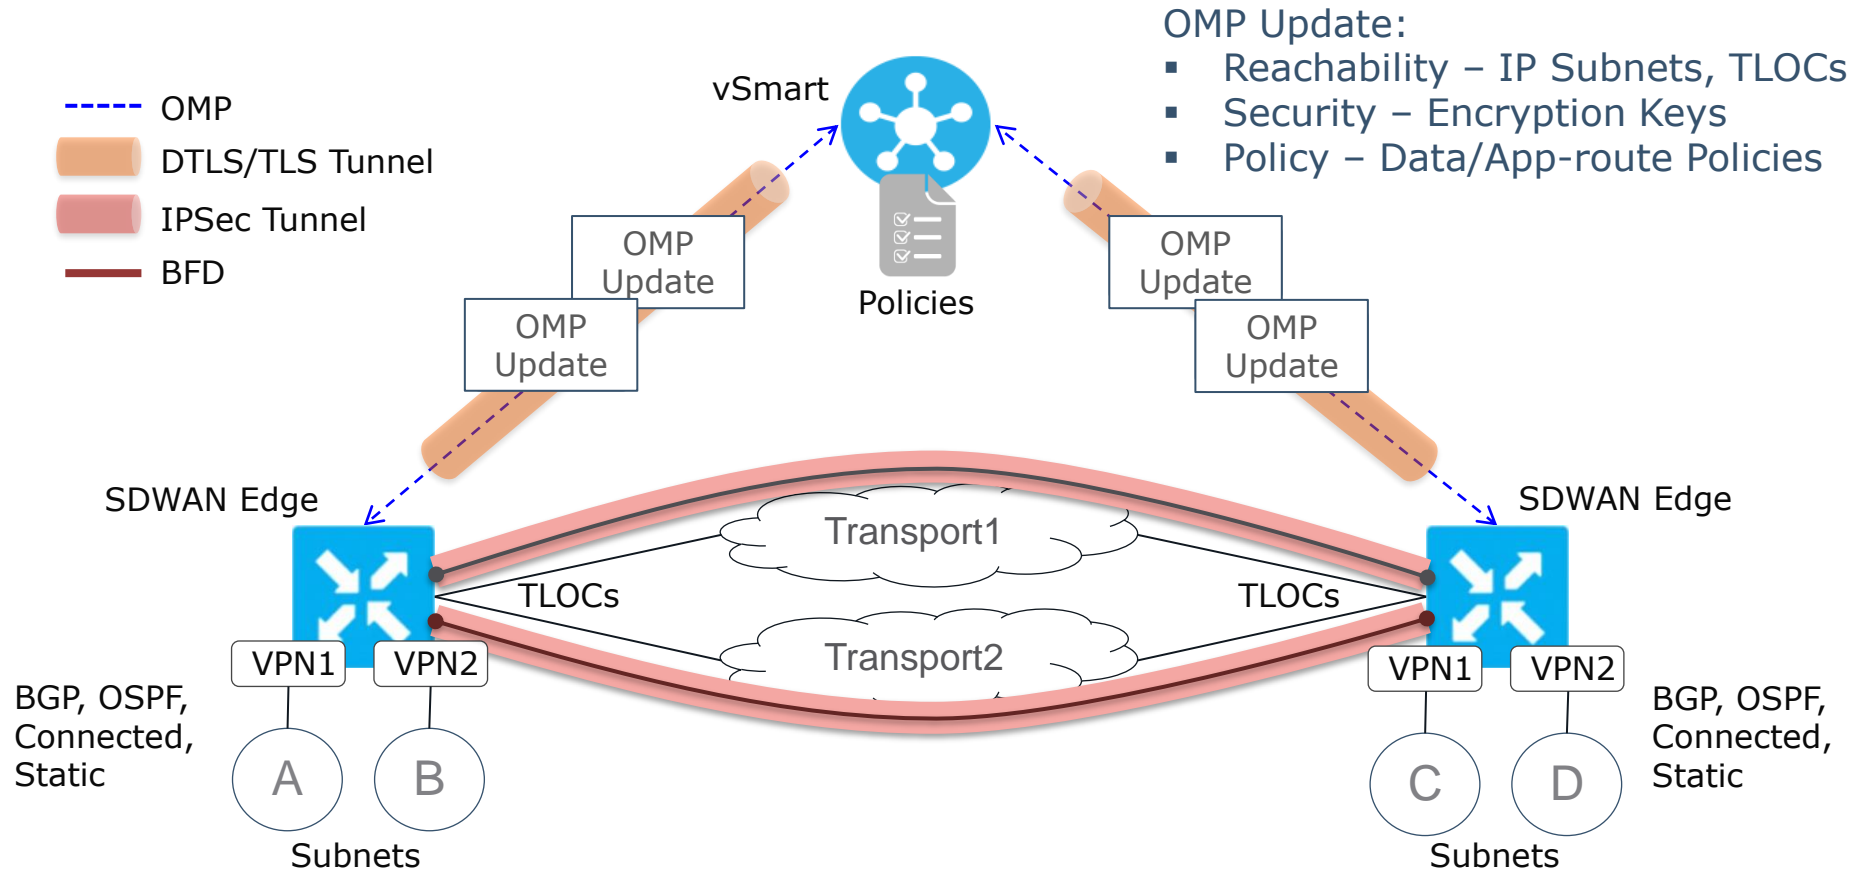 OMP Update:
▪ Reachability – IP Subnets, TLOCs
▪ Security – Encryption Keys
▪ Policy – Data/App-route Policies
vSmart
OMP
DTLS/TLS Tunnel
IPSec Tunnel
BFD
OMP
Update
OMP
Update
Policies
OMP
Update
OMP
Update
SDWAN Edge
SDWAN Edge
Transport1
TLOCs
TLOCs
Transport2
VPN1
VPN2
VPN1
VPN2
BGP, OSPF,
Connected,
Static
BGP, OSPF,
Connected,
Static
A
B
C
D
Subnets
Subnets